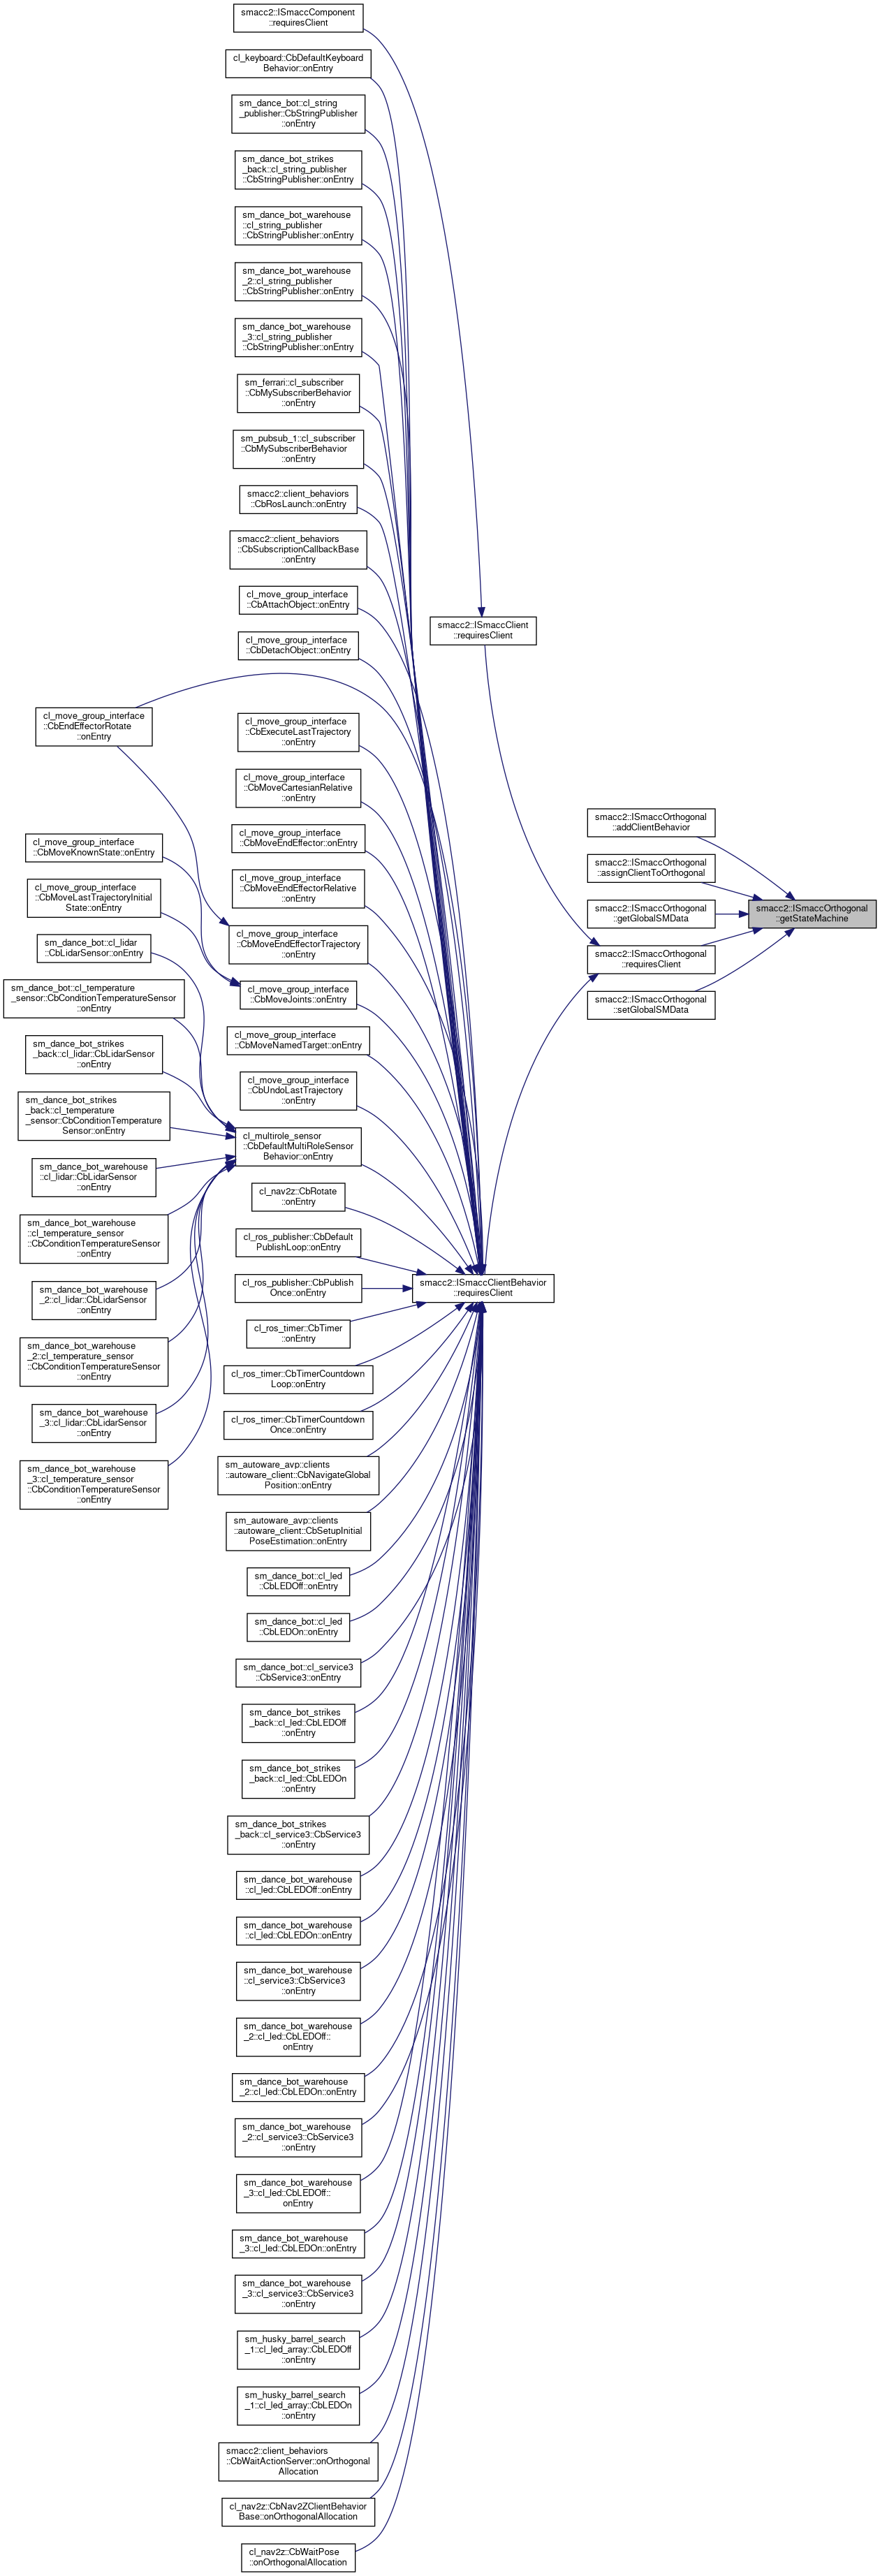 smacc2::ISmaccComponent
::requiresClient
cl_keyboard::CbDefaultKeyboard
Behavior::onEntry
sm_dance_bot::cl_string
_publisher::CbStringPublisher
::onEntry
sm_dance_bot_strikes
_back::cl_string_publisher
::CbStringPublisher::onEntry
sm_dance_bot_warehouse
::cl_string_publisher
::CbStringPublisher::onEntry
sm_dance_bot_warehouse
_2::cl_string_publisher
::CbStringPublisher::onEntry
sm_dance_bot_warehouse
_3::cl_string_publisher
::CbStringPublisher::onEntry
sm_ferrari::cl_subscriber
::CbMySubscriberBehavior
::onEntry
sm_pubsub_1::cl_subscriber
::CbMySubscriberBehavior
::onEntry
smacc2::client_behaviors
::CbRosLaunch::onEntry
smacc2::client_behaviors
::CbSubscriptionCallbackBase
::onEntry
cl_move_group_interface
::CbAttachObject::onEntry
cl_move_group_interface
::CbDetachObject::onEntry
cl_move_group_interface
::CbEndEffectorRotate
::onEntry
cl_move_group_interface
::CbExecuteLastTrajectory
::onEntry
cl_move_group_interface
::CbMoveCartesianRelative
::onEntry
cl_move_group_interface
::CbMoveEndEffector::onEntry
cl_move_group_interface
::CbMoveEndEffectorRelative
::onEntry
cl_move_group_interface
::CbMoveEndEffectorTrajectory
::onEntry
cl_move_group_interface
::CbMoveJoints::onEntry
cl_move_group_interface
::CbMoveKnownState::onEntry
cl_move_group_interface
::CbMoveLastTrajectoryInitial
State::onEntry
cl_move_group_interface
::CbMoveNamedTarget::onEntry
cl_move_group_interface
::CbUndoLastTrajectory
::onEntry
cl_multirole_sensor
::CbDefaultMultiRoleSensor
Behavior::onEntry
sm_dance_bot::cl_lidar
::CbLidarSensor::onEntry
sm_dance_bot::cl_temperature
_sensor::CbConditionTemperatureSensor
::onEntry
sm_dance_bot_strikes
_back::cl_lidar::CbLidarSensor
::onEntry
sm_dance_bot_strikes
_back::cl_temperature
_sensor::CbConditionTemperature
Sensor::onEntry
sm_dance_bot_warehouse
::cl_lidar::CbLidarSensor
::onEntry
sm_dance_bot_warehouse
::cl_temperature_sensor
::CbConditionTemperatureSensor
::onEntry
sm_dance_bot_warehouse
_2::cl_lidar::CbLidarSensor
::onEntry
sm_dance_bot_warehouse
_2::cl_temperature_sensor
::CbConditionTemperatureSensor
::onEntry
sm_dance_bot_warehouse
_3::cl_lidar::CbLidarSensor
::onEntry
sm_dance_bot_warehouse
_3::cl_temperature_sensor
::CbConditionTemperatureSensor
::onEntry
cl_nav2z::CbRotate
::onEntry
cl_ros_publisher::CbDefault
PublishLoop::onEntry
cl_ros_publisher::CbPublish
Once::onEntry
cl_ros_timer::CbTimer
::onEntry
cl_ros_timer::CbTimerCountdown
Loop::onEntry
cl_ros_timer::CbTimerCountdown
Once::onEntry
sm_autoware_avp::clients
::autoware_client::CbNavigateGlobal
Position::onEntry
sm_autoware_avp::clients
::autoware_client::CbSetupInitial
PoseEstimation::onEntry
sm_dance_bot::cl_led
::CbLEDOff::onEntry
sm_dance_bot::cl_led
::CbLEDOn::onEntry
sm_dance_bot::cl_service3
::CbService3::onEntry
sm_dance_bot_strikes
_back::cl_led::CbLEDOff
::onEntry
sm_dance_bot_strikes
_back::cl_led::CbLEDOn
::onEntry
sm_dance_bot_strikes
_back::cl_service3::CbService3
::onEntry
sm_dance_bot_warehouse
::cl_led::CbLEDOff::onEntry
sm_dance_bot_warehouse
::cl_led::CbLEDOn::onEntry
sm_dance_bot_warehouse
::cl_service3::CbService3
::onEntry
sm_dance_bot_warehouse
_2::cl_led::CbLEDOff::
onEntry
sm_dance_bot_warehouse
_2::cl_led::CbLEDOn::onEntry
sm_dance_bot_warehouse
_2::cl_service3::CbService3
::onEntry
sm_dance_bot_warehouse
_3::cl_led::CbLEDOff::
onEntry
sm_dance_bot_warehouse
_3::cl_led::CbLEDOn::onEntry
sm_dance_bot_warehouse
_3::cl_service3::CbService3
::onEntry
sm_husky_barrel_search
_1::cl_led_array::CbLEDOff
::onEntry
sm_husky_barrel_search
_1::cl_led_array::CbLEDOn
::onEntry
smacc2::client_behaviors
::CbWaitActionServer::onOrthogonal
Allocation
cl_nav2z::CbNav2ZClientBehavior
Base::onOrthogonalAllocation
cl_nav2z::CbWaitPose
::onOrthogonalAllocation
smacc2::ISmaccClient
::requiresClient
smacc2::ISmaccClientBehavior
::requiresClient
smacc2::ISmaccOrthogonal
::addClientBehavior
smacc2::ISmaccOrthogonal
::assignClientToOrthogonal
smacc2::ISmaccOrthogonal
::getGlobalSMData
smacc2::ISmaccOrthogonal
::requiresClient
smacc2::ISmaccOrthogonal
::setGlobalSMData
smacc2::ISmaccOrthogonal
::getStateMachine